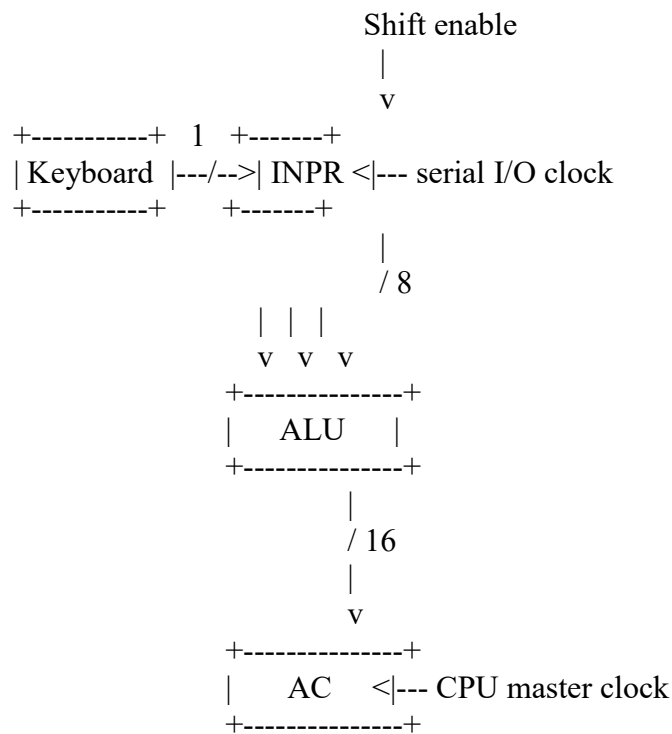 Shift enable
|
v
+-----------+ 1 +-------+
| Keyboard |---/-->| INPR <|--- serial I/O clock
+-----------+ +-------+
|
/ 8
| | |
v v v
+---------------+
| ALU |
+---------------+
|
/ 16
|
v
+---------------+
| AC <|--- CPU master clock
+---------------+